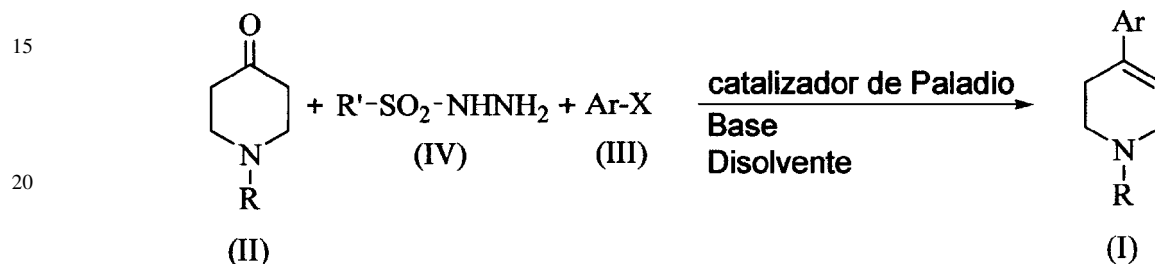 15
O
Ar
+ R'-SO₂-NHNH₂ + Ar-X
catalizador de Paladio
(IV)
(III)
Base
Disolvente
N
N
20
R
R
(II)
(I)